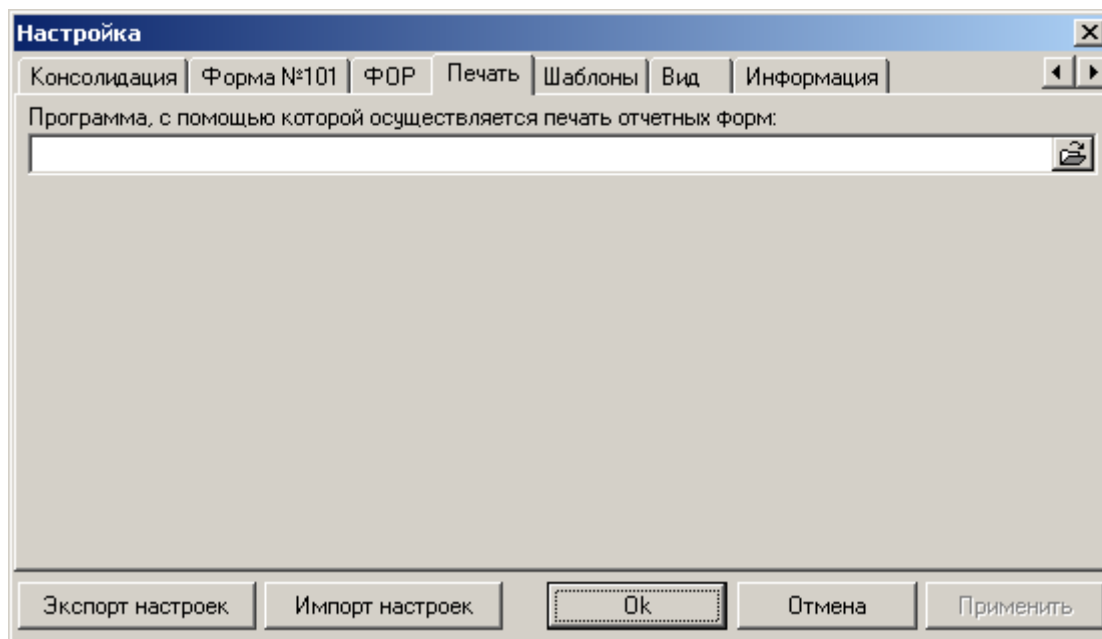 Настройка
Консолидация Форма №101 ФОР Печать Шаблоны Вид Информация
Программа, с помощью которой осуществляется печать отчетных форм:
Экспорт настроек Импорт настроек Ok Отмена Применить